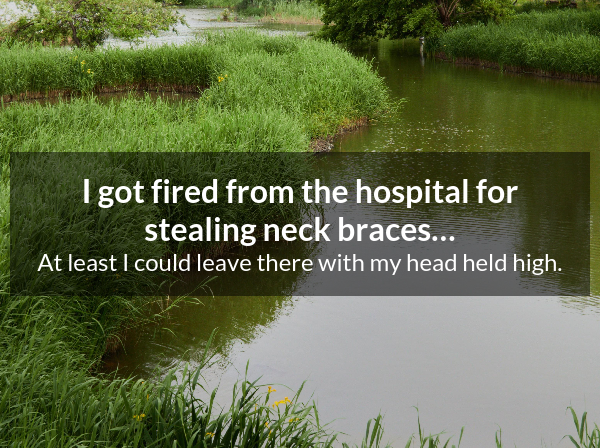 I got fired from the hospital for
stealing neck braces...
At least I could leave there with my head held high.